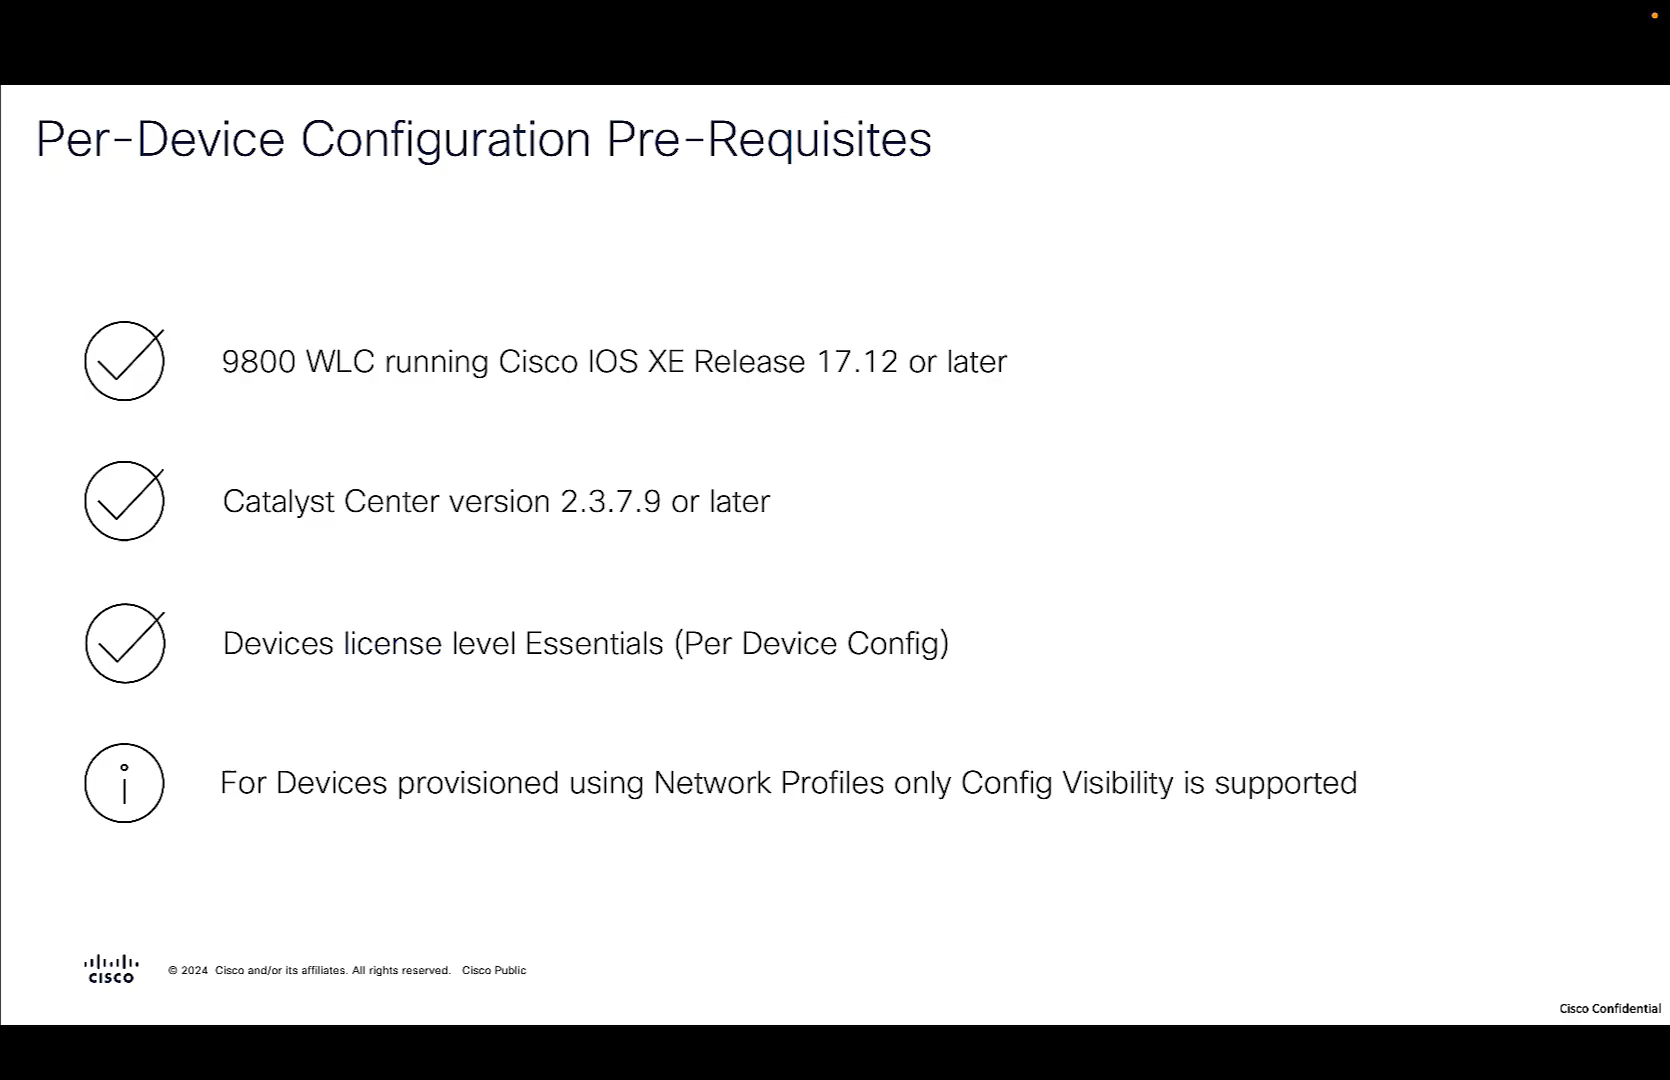 Per-Device Configuration Pre-Requisites
9800 WLC running Cisco IOS XE Release 17.12 or later
Catalyst Center version 2.3.7.9 or later
Devices license level Essentials (Per Device Config)
For Devices provisioned using Network Profiles only Config Visibility is supported
CISCO
© 2024 Cisco and/or its affiliates. All rights reserved. Cisco Public
Cisco Confidential